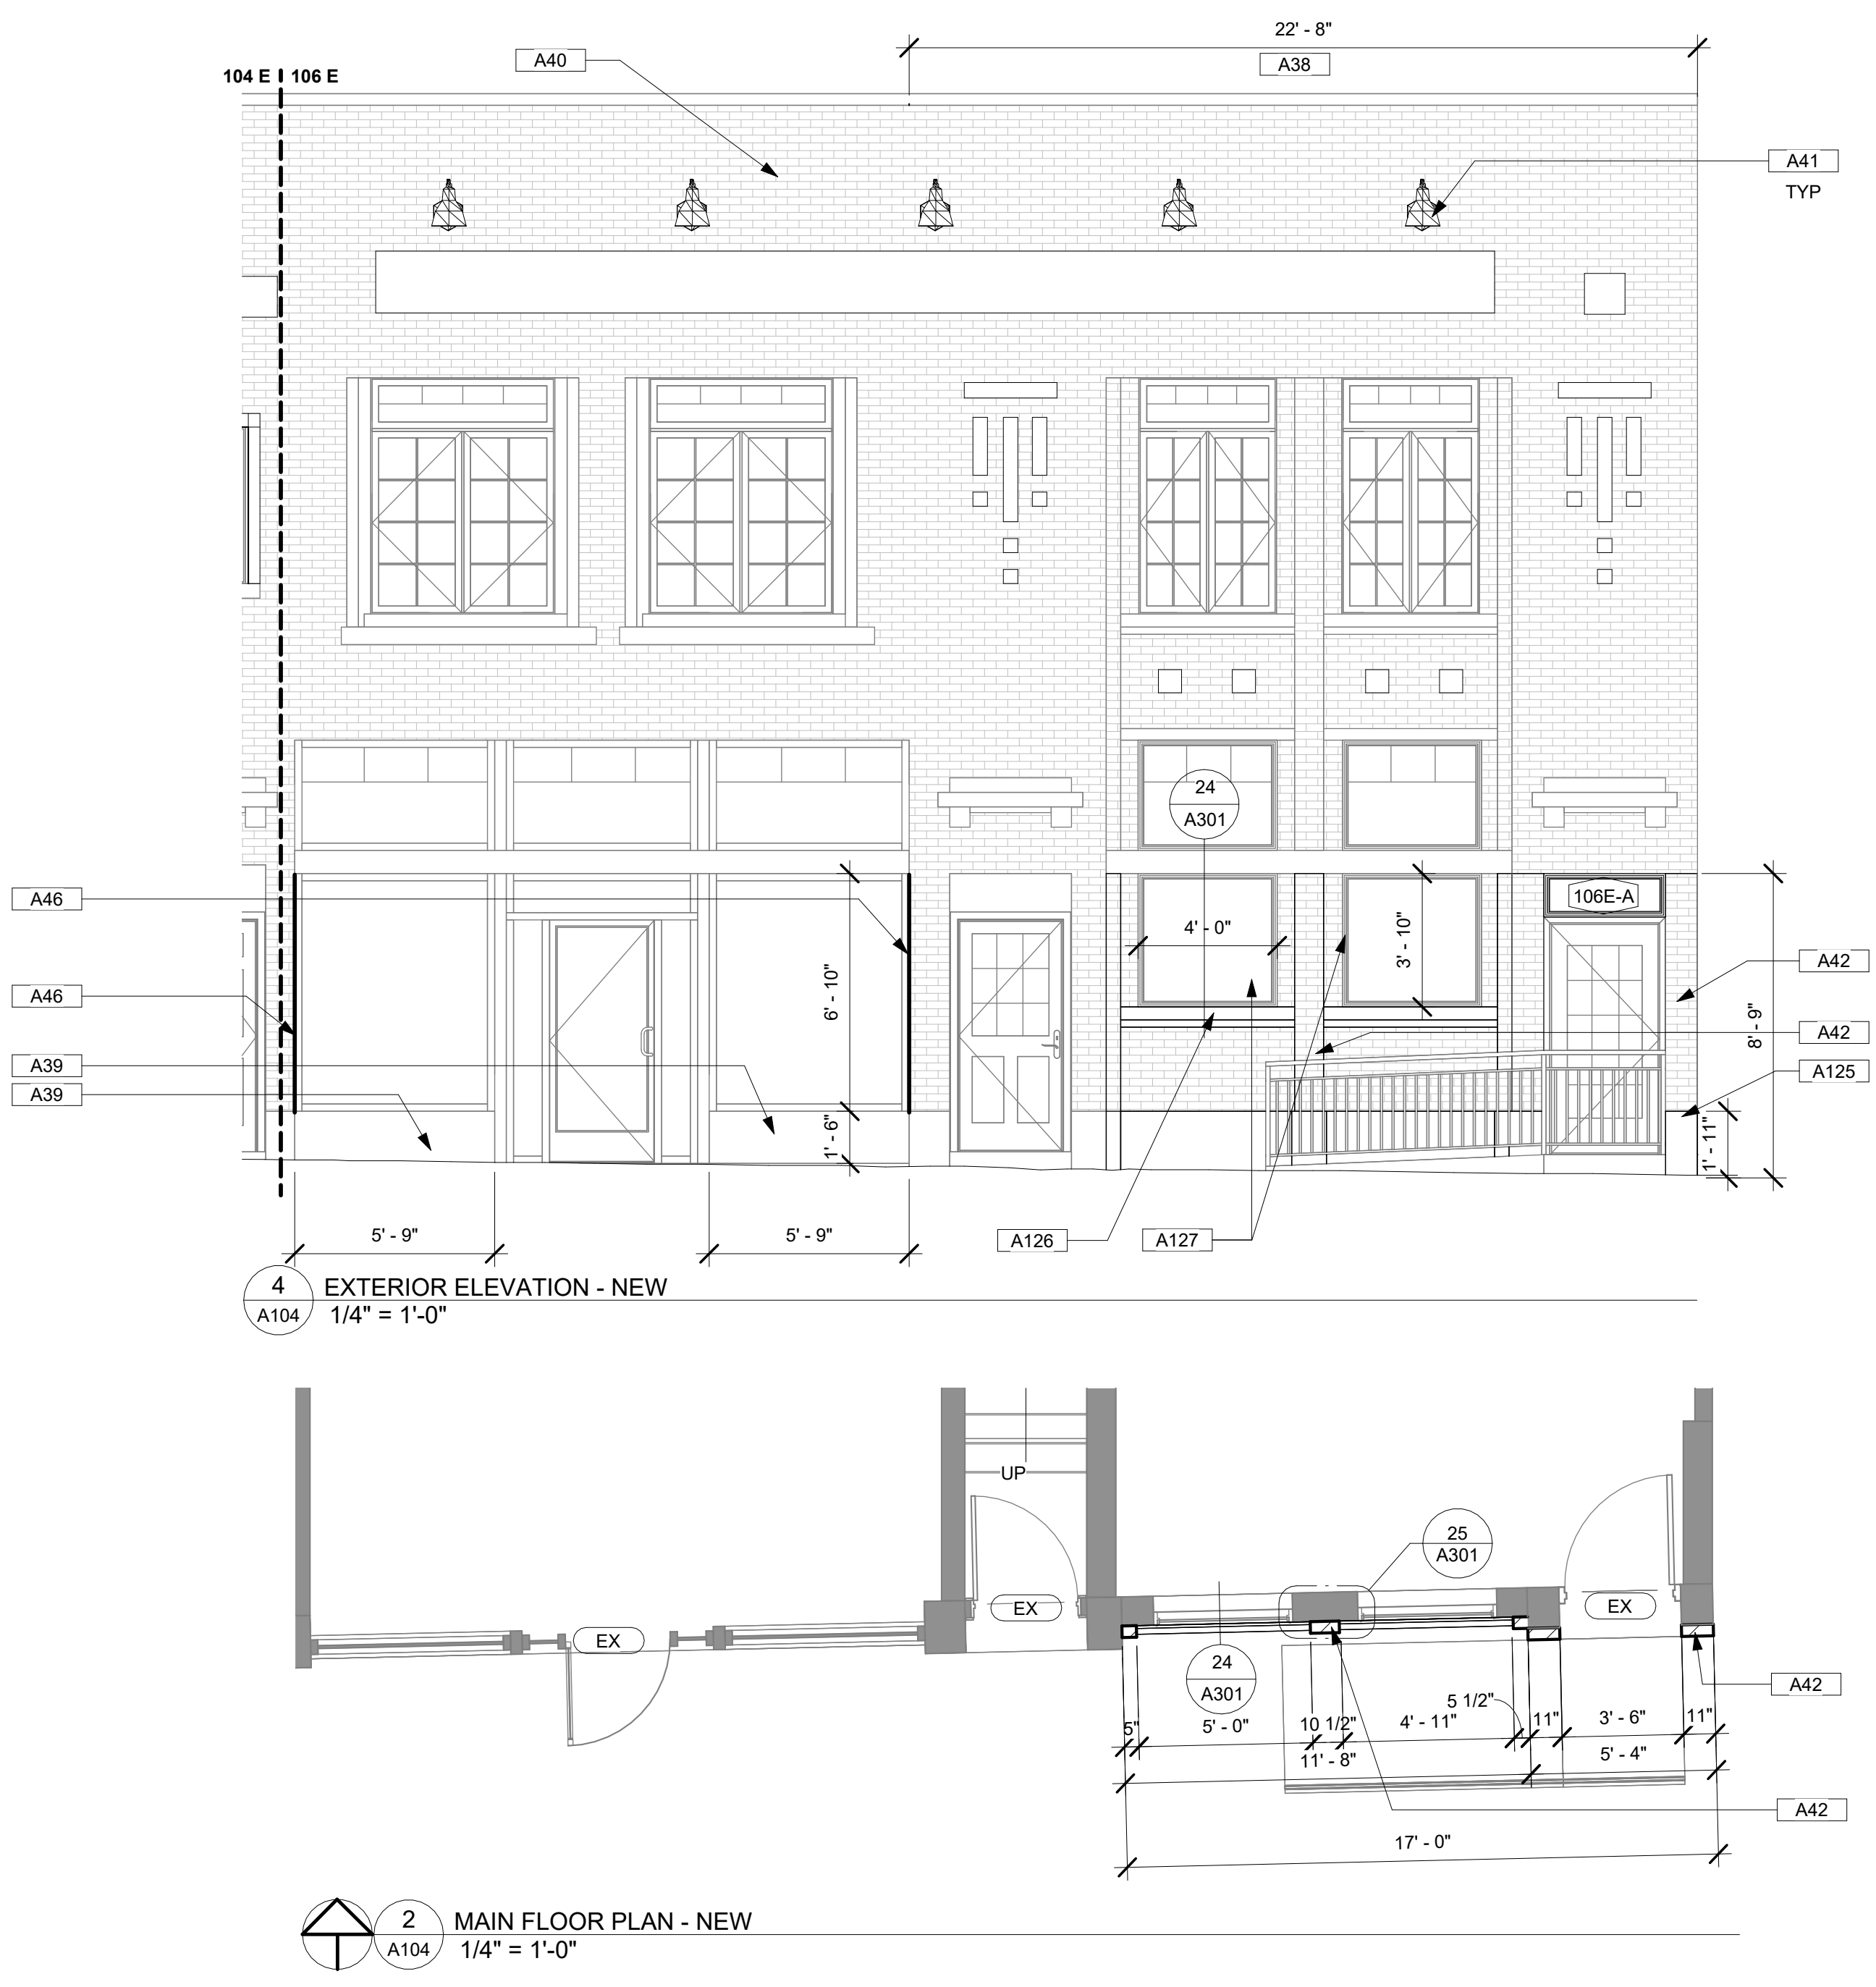 22' - 8"
A38
A40
104 E 106 E
A41
TYP
24
A301
106E-A
A46
4' - 0"
3' - 10"
A42
A46
6' - 10"
8' - 9"
A42
A39
A125
A39
1' - 6"
1' - 11"
5' - 9"
5' - 9"
A126
A127
4
A104
EXTERIOR ELEVATION - NEW
1/4" = 1'-0"
UP
25
A301
EX
EX
EX
24
A301
A42
5"
5' - 0"
10 1/2"
4' - 11"
5 1/2"
11"
3' - 6"
11"
11' - 8"
5' - 4"
A42
17' - 0"
2
A104
MAIN FLOOR PLAN - NEW
1/4" = 1'-0"